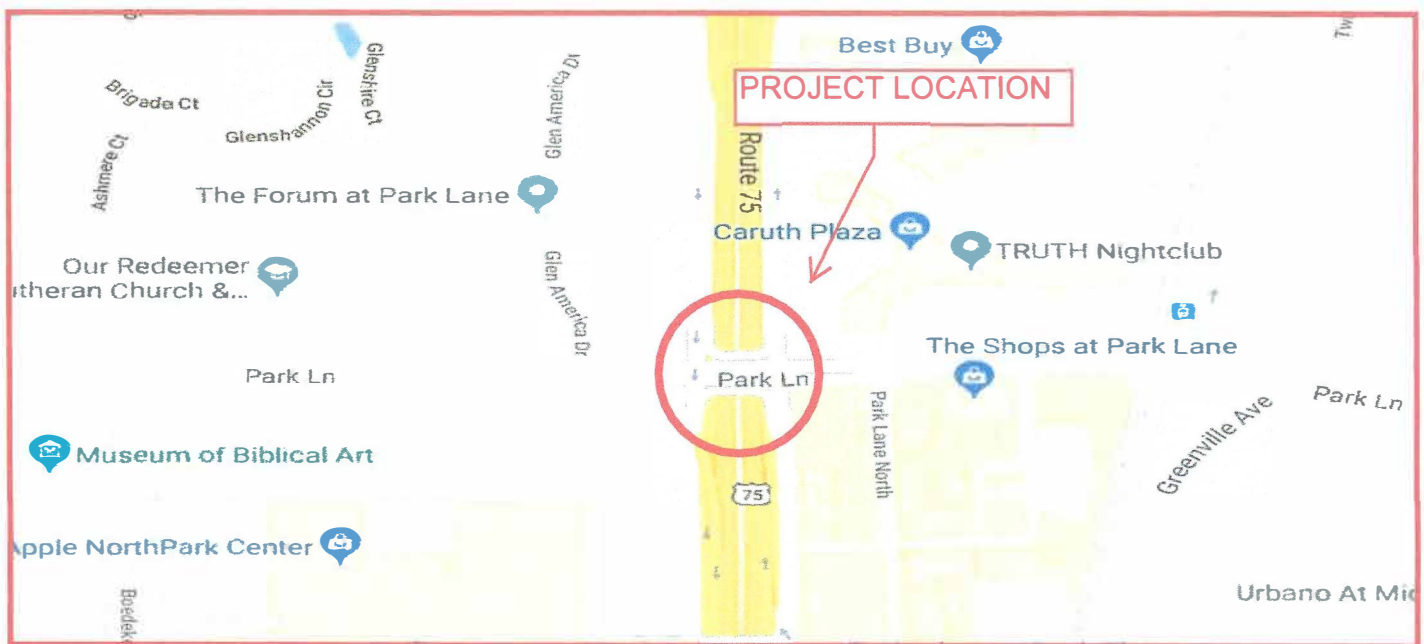 Best Buy
PROJECT LOCATION
Brigade Ct
Glenshannon Cir
Glenshire Ct
Glen America Dr
Ashmere Ct
Route 75
The Forum at Park Lane
Caruth Plaza
TRUTH Nightclub
Our Redeemer
utheran Church &...
Glen America Dr
The Shops at Park Lane
Park Ln
Park Ln
Park Ln
Park Lane North
Greenville Ave
Museum of Biblical Art
75
Apple NorthPark Center
Urbano At Mid